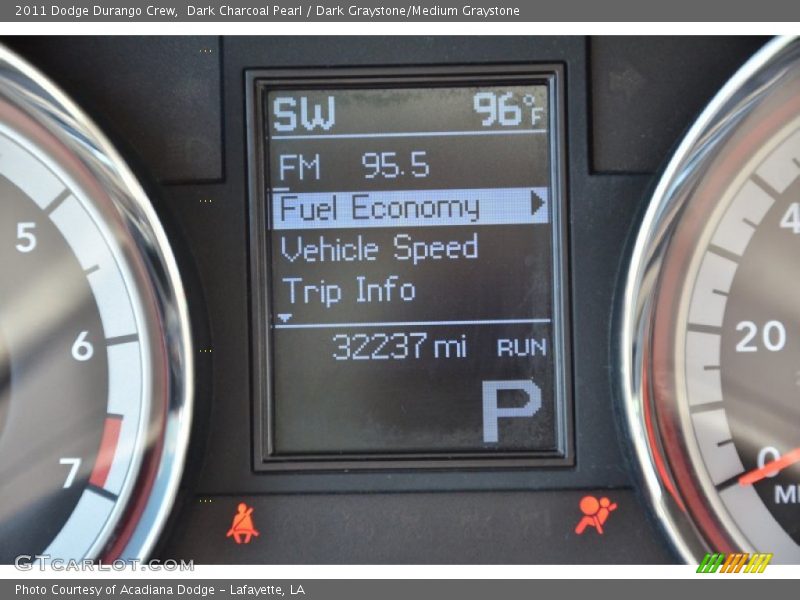 2011 Dodge Durango Crew,  Dark Charcoal Pearl / Dark Graystone/Medium Graystone
SW 96°F
FM 95.5
Fuel Economy
Vehicle Speed
Trip Info
32237 mi RUN
P
5
6
7
4
20
0
GTcarlot.com
Photo Courtesy of Acadiana Dodge - Lafayette, LA